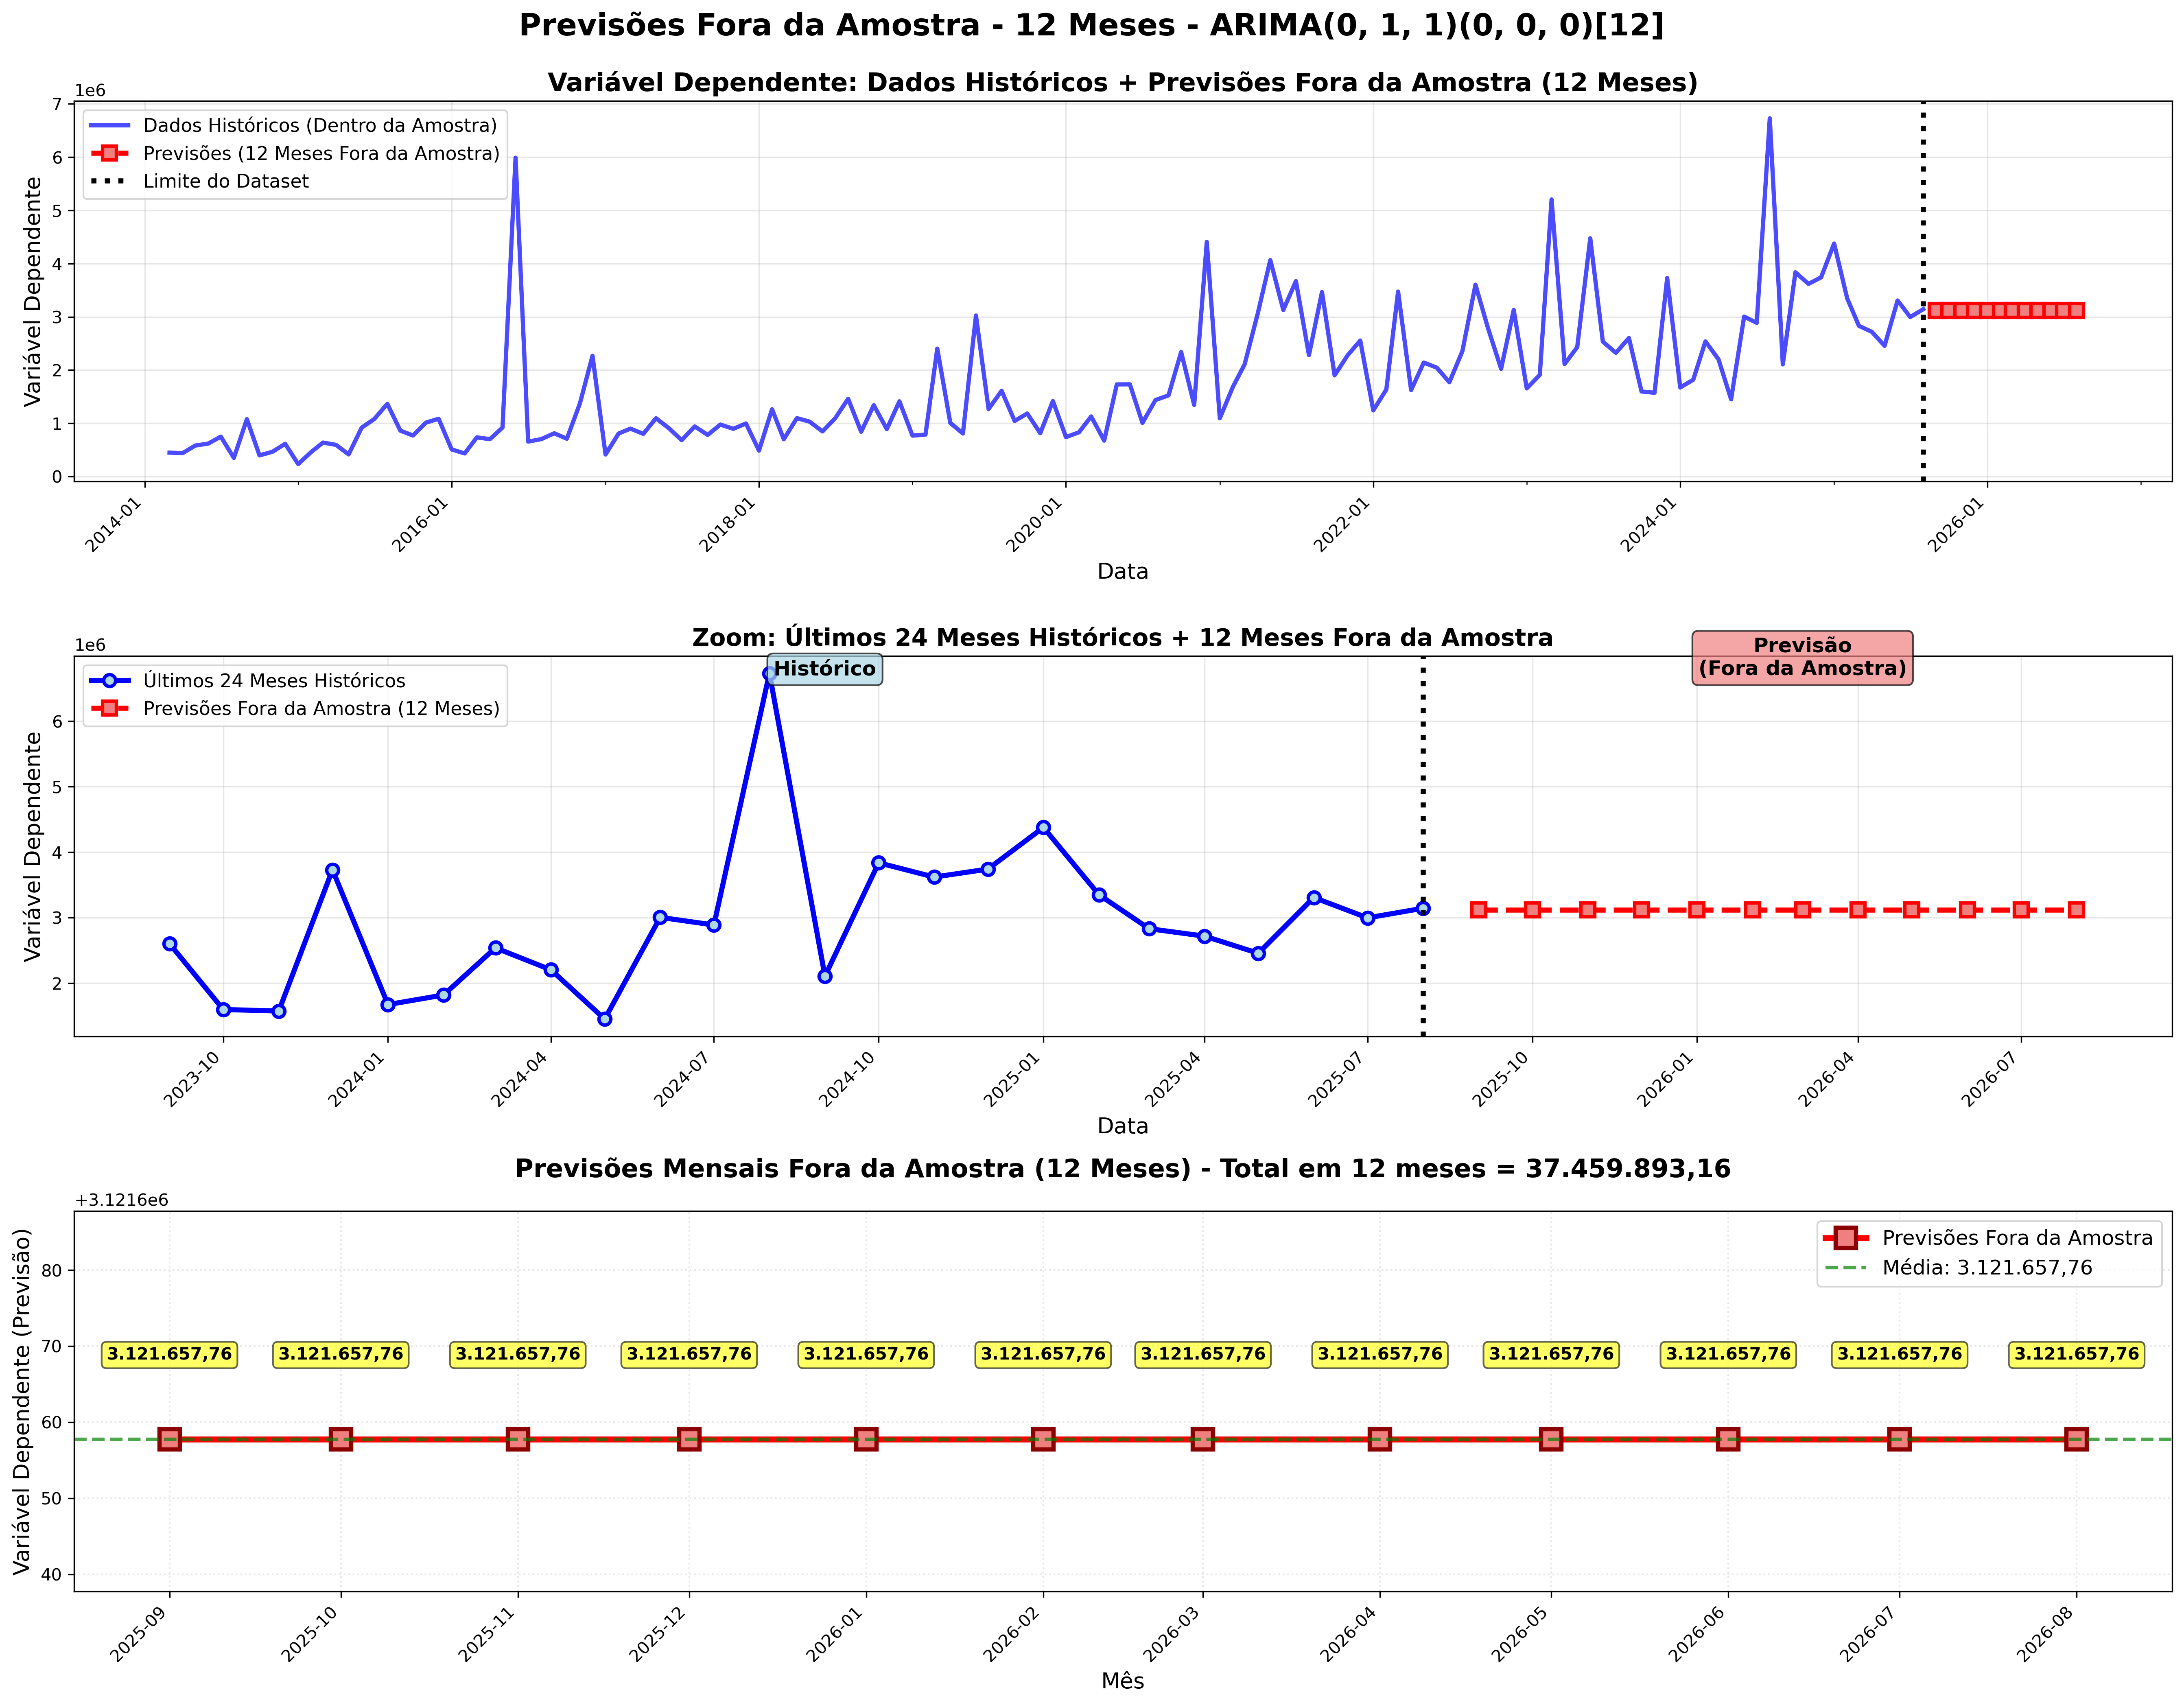 Previsões Fora da Amostra - 12 Meses - ARIMA(0, 1, 1)(0, 0, 0)[12]
Variável Dependente: Dados Históricos + Previsões Fora da Amostra (12 Meses)
1e6
Dados Históricos (Dentro da Amostra)
Previsões (12 Meses Fora da Amostra)
Limite do Dataset
Variável Dependente
7
6
5
4
3
2
1
0
2014-01
2016-01
2018-01
2020-01
2022-01
2024-01
2026-01
Data
Zoom: Últimos 24 Meses Históricos + 12 Meses Fora da Amostra
1e6
Últimos 24 Meses Históricos
Previsões Fora da Amostra (12 Meses)
Histórico
Previsão
(Fora da Amostra)
Variável Dependente
6
5
4
3
2
2023-10
2024-01
2024-04
2024-07
2024-10
2025-01
2025-04
2025-07
2025-10
2026-01
2026-04
2026-07
Data
Previsões Mensais Fora da Amostra (12 Meses) - Total em 12 meses = 37.459.893,16
+3.1216e6
Previsões Fora da Amostra
Média: 3.121.657,76
Variável Dependente (Previsão)
80
70
60
50
40
3.121.657,76
3.121.657,76
3.121.657,76
3.121.657,76
3.121.657,76
3.121.657,76
3.121.657,76
3.121.657,76
3.121.657,76
3.121.657,76
3.121.657,76
3.121.657,76
2025-09
2025-10
2025-11
2025-12
2026-01
2026-02
2026-03
2026-04
2026-05
2026-06
2026-07
2026-08
Mês